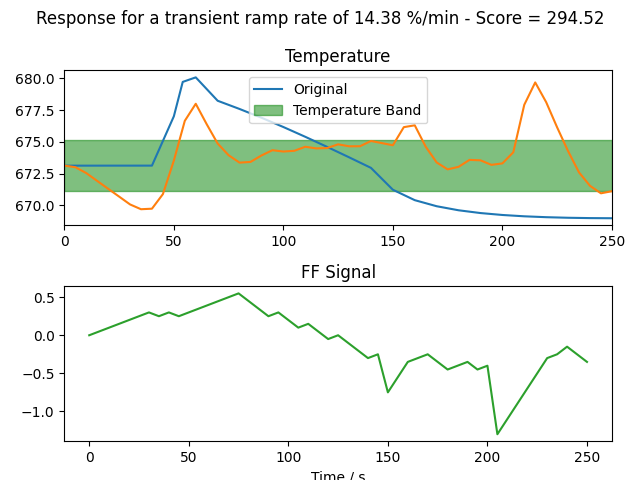 Response for a transient ramp rate of 14.38 %/min - Score = 294.52
Temperature
680.0
677.5
675.0
672.5
670.0
Original
Temperature Band
0 50 100 150 200 250
FF Signal
0.5
0.0
−0.5
−1.0
0 50 100 150 200 250
Time / s